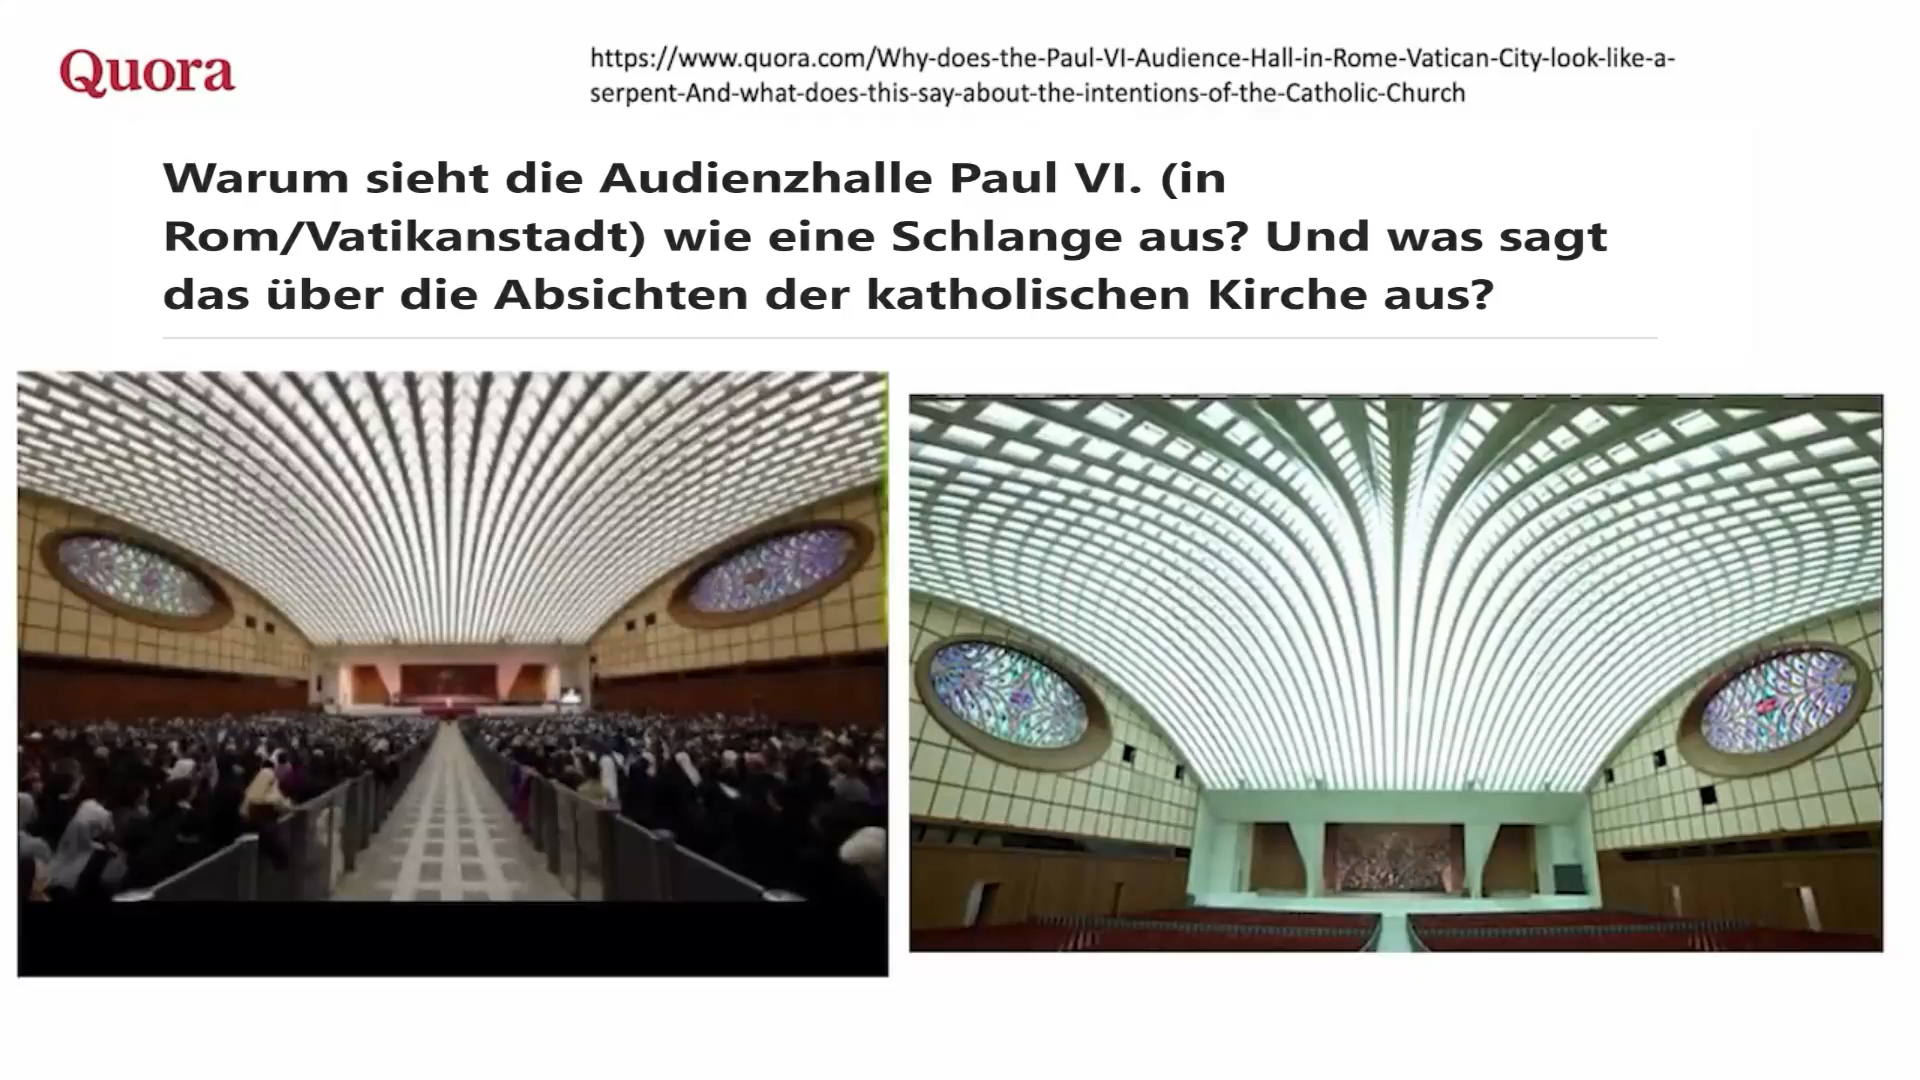 Quora
https://www.quora.com/Why-does-the-Paul-VI-Audience-Hall-in-Rome-Vatican-City-look-like-a-
serpent-And-what-does-this-say-about-the-intentions-of-the-Catholic-Church
Warum sieht die Audienzhalle Paul VI. (in
Rom/Vatikanstadt) wie eine Schlange aus? Und was sagt
das über die Absichten der katholischen Kirche aus?